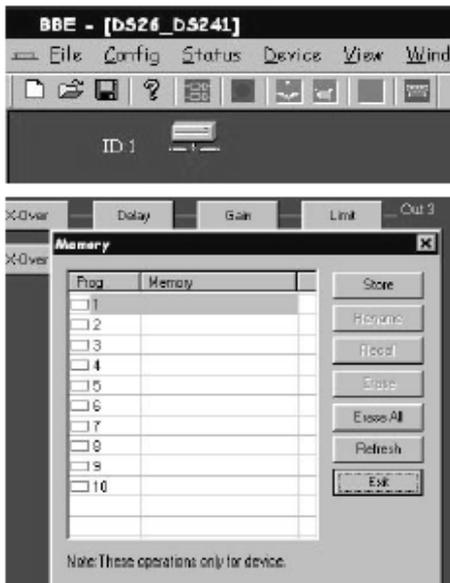 BBE - [DS26_DS241]
File Config Status Device View Wind
ID:1
X-Over Delay Gain Limit Out 3
X-Over
Memory
Prog Memory
1
2
3
4
5
6
7
8
9
10
Store
Rename
Recall
Erase
Erase All
Refresh
Exit
Note:These operations only for device.